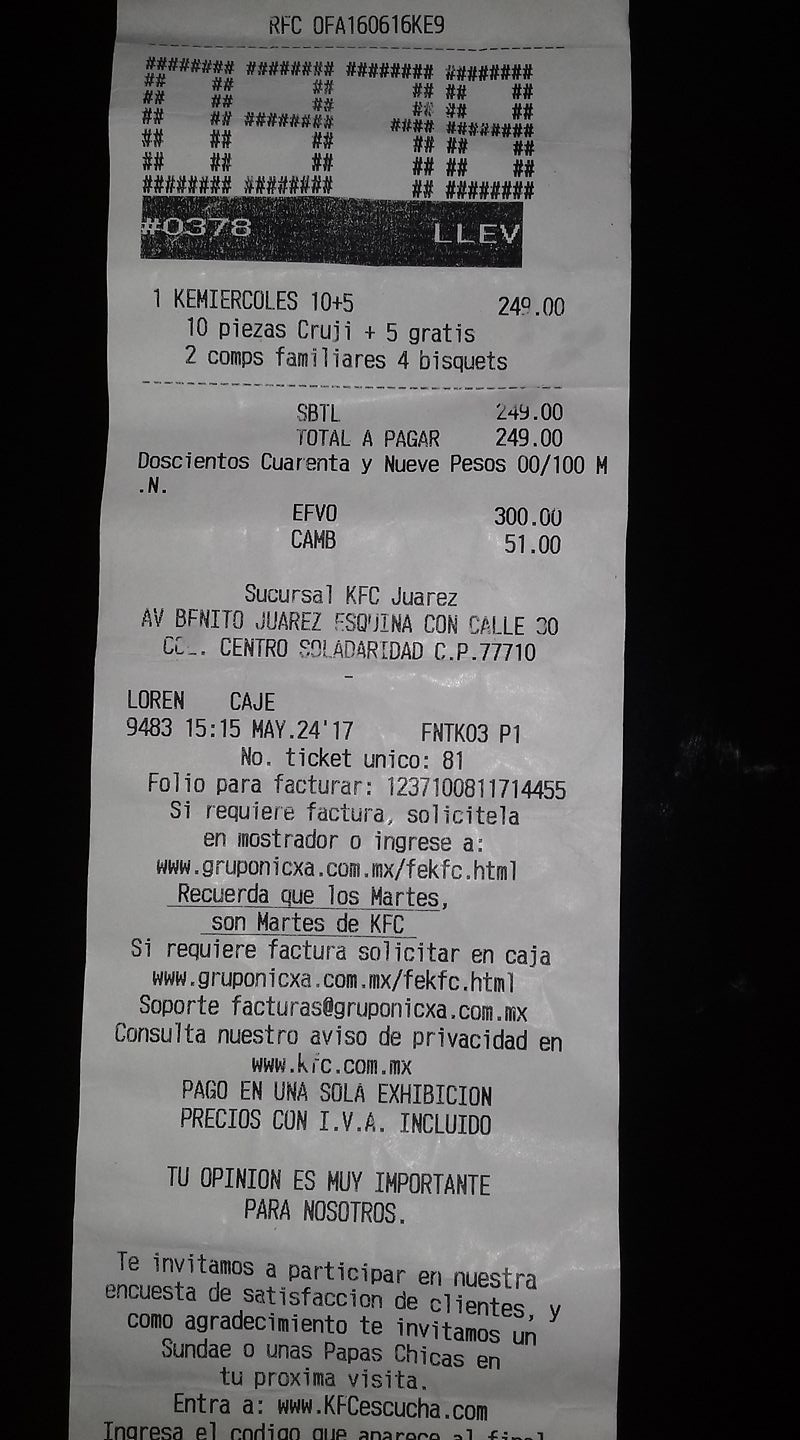 RFC OFA160616KE9
######## ######## ######## ########
## ## ## ## ## ##
## ## ## ## ## ##
## ## ######## #### ########
## ## ## ## ## ##
## ## ## ## ## ##
######## ######## ## ########
#0378 LLEV
1 KEMIERCOLES 10+5 249.00
10 piezas Cruji + 5 gratis
2 comps familiares 4 bisquets
SBTL 249.00
TOTAL A PAGAR 249.00
Doscientos Cuarenta y Nueve Pesos 00/100 M
.N.
EFVO 300.00
CAMB 51.00
Sucursal KFC Juarez
AV BENITO JUAREZ ESQUINA CON CALLE 30
COL. CENTRO SOLADARIDAD C.P.77710
-
LOREN CAJE
9483 15:15 MAY.24'17 FNTK03 P1
No. ticket unico: 81
Folio para facturar: 1237100811714455
Si requiere factura, solicitela
en mostrador o ingrese a:
www.gruponicxa.com.mx/fekfc.html
Recuerda que los Martes,
son Martes de KFC
Si requiere factura solicitar en caja
www.gruponicxa.com.mx/fekfc.html
Soporte facturas@gruponicxa.com.mx
Consulta nuestro aviso de privacidad en
www.kfc.com.mx
PAGO EN UNA SOLA EXHIBICION
PRECIOS CON I.V.A. INCLUIDO
TU OPINION ES MUY IMPORTANTE
PARA NOSOTROS.
Te invitamos a participar en nuestra
encuesta de satisfaccion de clientes, y
como agradecimiento te invitamos un
Sundae o unas Papas Chicas en
tu proxima visita.
Entra a: www.KFCescucha.com
Ingresa el codigo que aparece al final